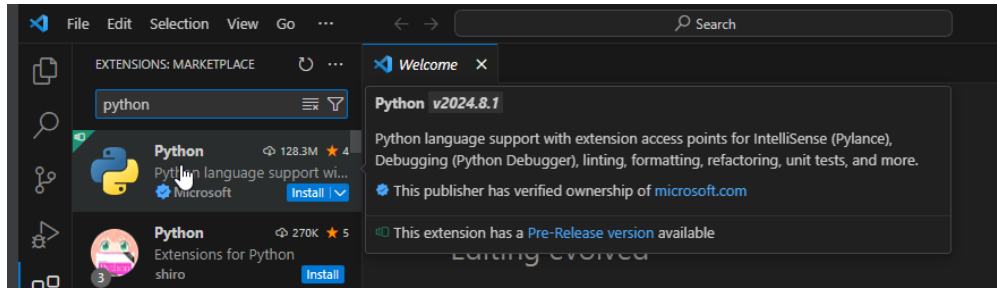 File Edit Selection View Go ···
Search
EXTENSIONS: MARKETPLACE
Welcome
python
Python v2024.8.1
Python language support with extension access points for IntelliSense (Pylance),
Debugging (Python Debugger), linting, formatting, refactoring, unit tests, and more.
This publisher has verified ownership of microsoft.com
This extension has a Pre-Release version available
Python 128.3M ★ 4
Python language support wi...
Microsoft Install
Python 270K ★ 5
Extensions for Python
shiro Install
3
Editing evolved